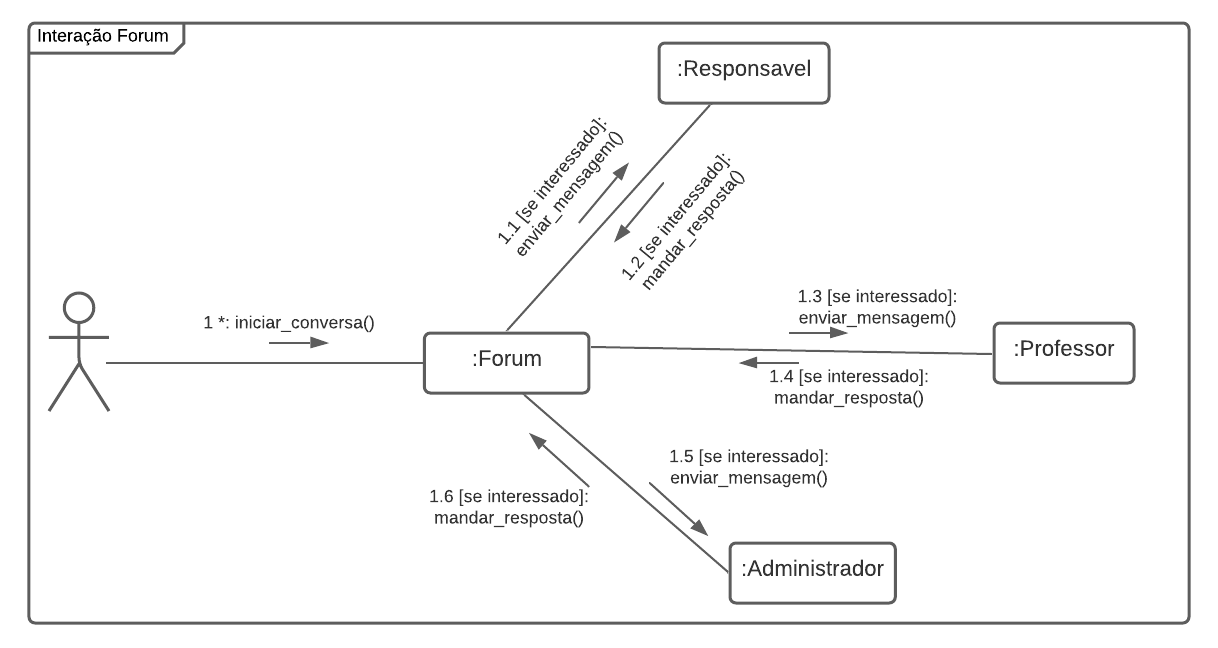 Interação Forum
:Responsavel
1.1 [se interessado]:
enviar_mensagem()
1.2 [se interessado]:
mandar_resposta()
1 *: iniciar_conversa()
:Forum
1.3 [se interessado]:
enviar_mensagem()
:Professor
1.4 [se interessado]:
mandar_resposta()
1.5 [se interessado]:
enviar_mensagem()
1.6 [se interessado]:
mandar_resposta()
:Administrador